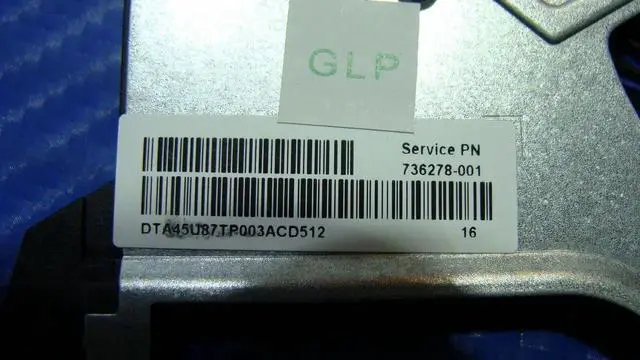 GLP
Service PN
736278-001
DTA45U87TP003ACD512
16